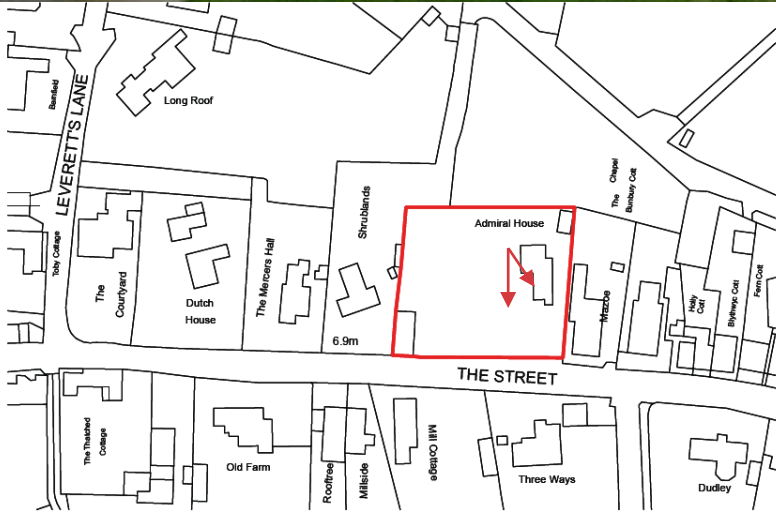 Long Roof
Barnfield
LEVERETT'S LANE
Toby Cottage
The
Courtyard
Dutch
House
The Mercers Hall
Shrublands
6.9m
Admiral House
The Chapel
Bunbury Cott
Mazoe
Holly
Cott
Blythwyc Cott
Fern Cott
THE STREET
The Thatched
Cottage
Old Farm
Rooftree
Millside
Mill Cottage
Three Ways
Dudley